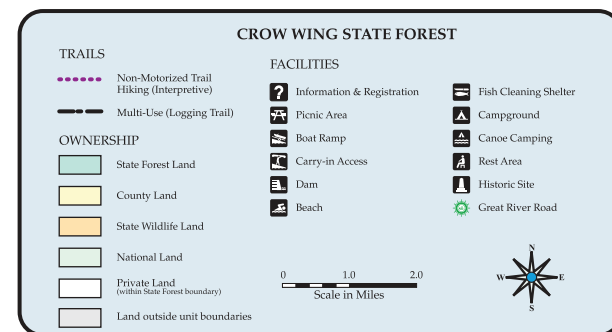 CROW WING STATE FOREST
TRAILS
Non-Motorized Trail
Hiking (Interpretive)
Multi-Use (Logging Trail)
OWNERSHIP
State Forest Land
County Land
State Wildlife Land
National Land
Private Land
(within State Forest boundary)
Land outside unit boundaries
FACILITIES
Information & Registration
Picnic Area
Boat Ramp
Carry-in Access
Dam
Beach
Fish Cleaning Shelter
Campground
Canoe Camping
Rest Area
Historic Site
Great River Road
0 1.0 2.0
Scale in Miles
N
W E
S